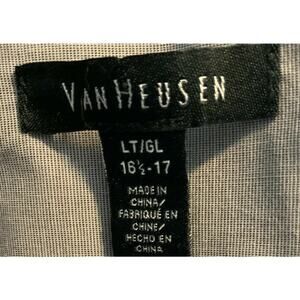 VAN HEUSEN
LT/GL
16½-17
MADE IN
CHINA/
FABRIQUÉ EN
CHINE/
HECHO EN
CHINA